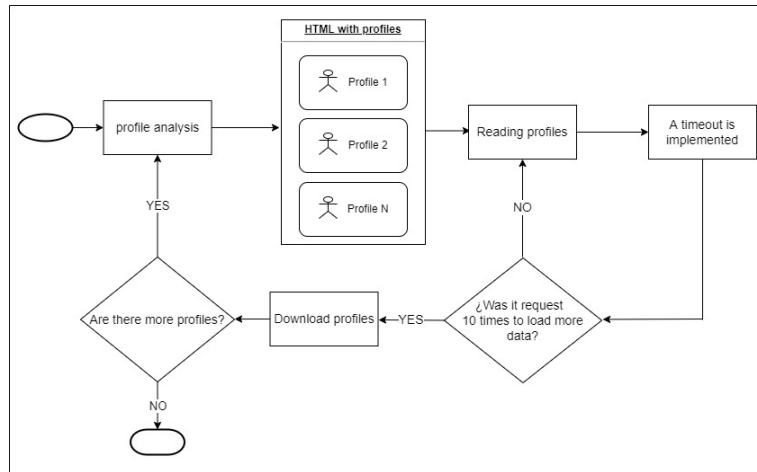 HTML with profiles
Profile 1
profile analysis
Reading profiles
A timeout is
implemented
Profile 2
Profile N
YES
NO
Are there more profiles?
Download profiles
YES
¿Was it request
10 times to load more
data?
NO